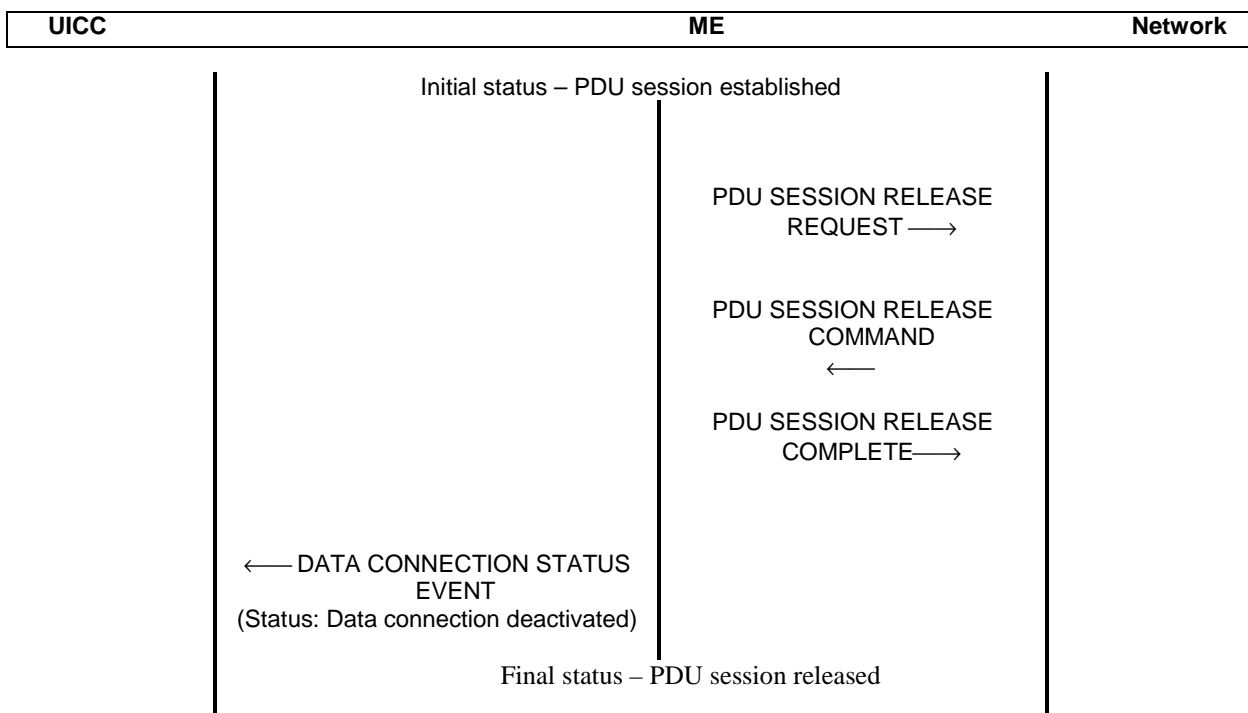 UICC ME Network
Initial status – PDU session established
PDU SESSION RELEASE
REQUEST ⟶
PDU SESSION RELEASE
COMMAND
⟵
PDU SESSION RELEASE
COMPLETE⟶
⟵ DATA CONNECTION STATUS
EVENT
(Status: Data connection deactivated)
Final status – PDU session released